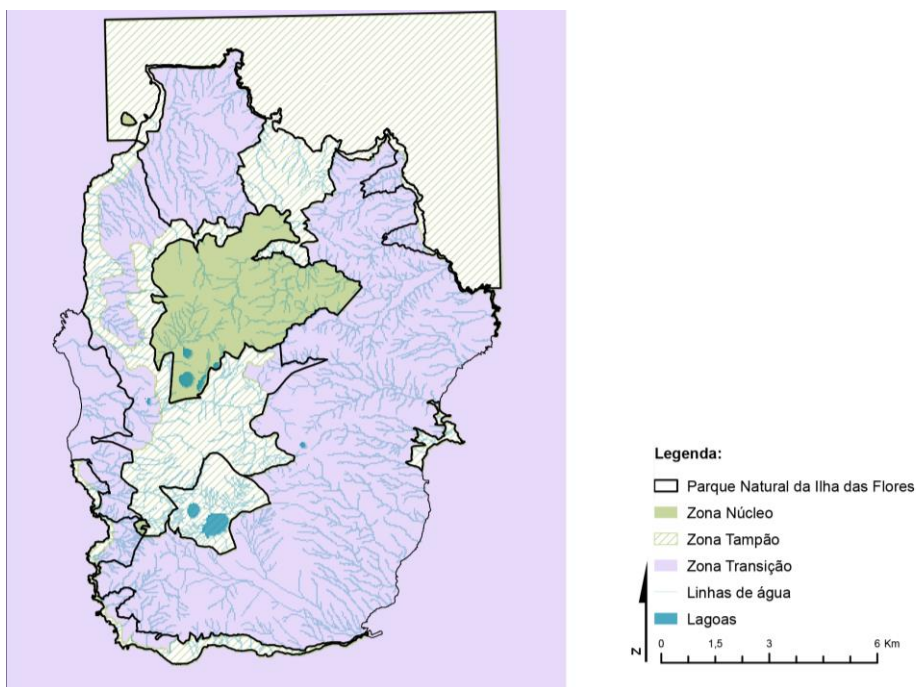 Legenda:
Parque Natural da Ilha das Flores
Zona Núcleo
Zona Tampão
Zona Transição
Linhas de água
Lagoas
N
0 1,5 3 6 Km